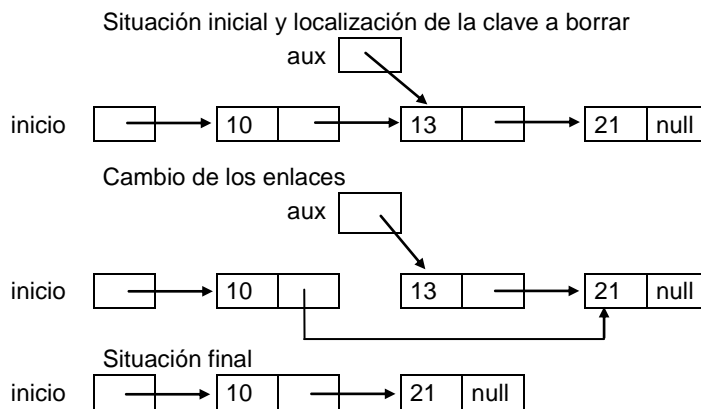 Situación inicial y localización de la clave a borrar
aux
inicio 10 13 21 null
Cambio de los enlaces
aux
inicio 10 13 21 null
Situación final
inicio 10 21 null